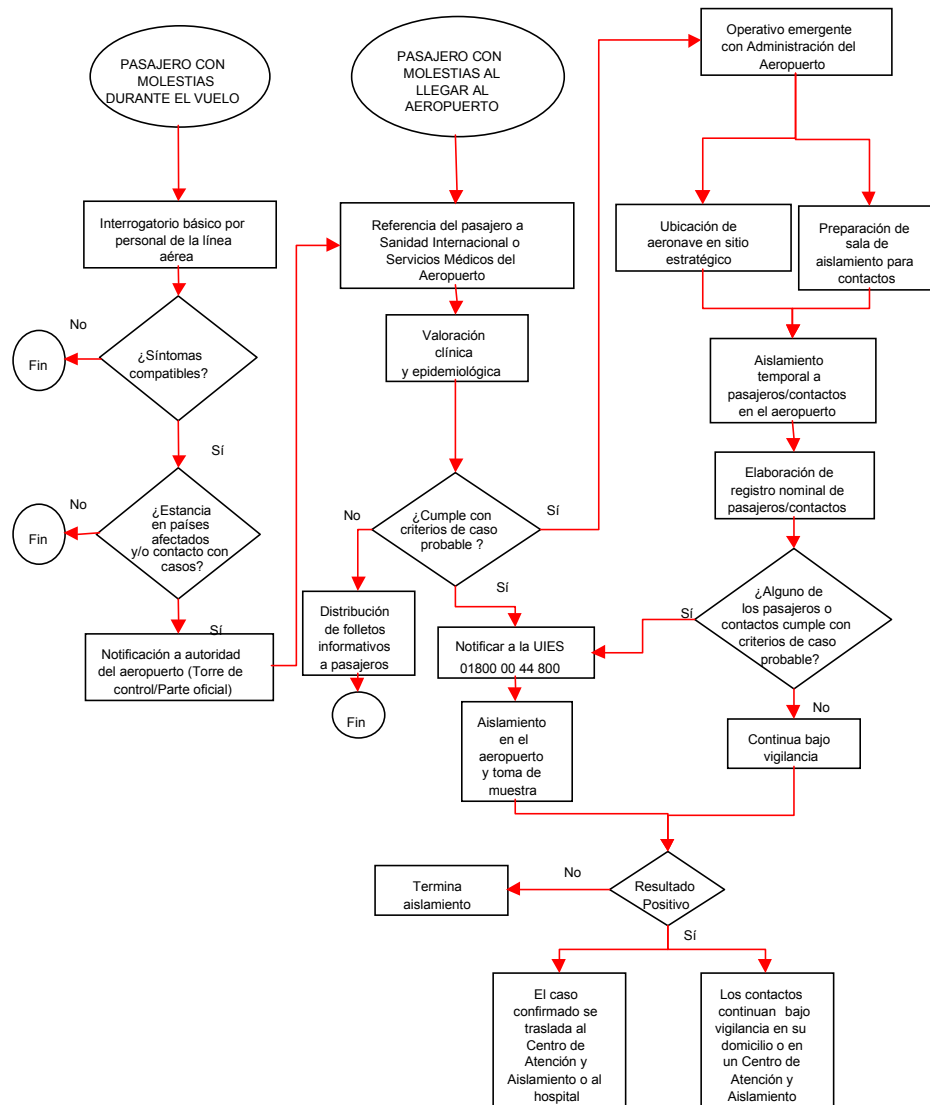 PASAJERO CON
MOLESTIAS
DURANTE EL VUELO
Interrogatorio básico por
personal de la línea
aérea
¿Síntomas
compatibles?
No
Fin
Sí
¿Estancia
en países
afectados
y/o contacto con
casos?
No
Fin
Sí
Notificación a autoridad
del aeropuerto (Torre de
control/Parte oficial)
PASAJERO CON
MOLESTIAS AL
LLEGAR AL
AEROPUERTO
Referencia del pasajero a
Sanidad Internacional o
Servicios Médicos del
Aeropuerto
Valoración
clínica
y epidemiológica
¿Cumple con
criterios de caso
probable ?
No
Sí
Sí
Distribución
de folletos
informativos
a pasajeros
Fin
Notificar a la UIES
01800 00 44 800
Aislamiento
en el
aeropuerto
y toma de
muestra
Operativo emergente
con Administración del
Aeropuerto
Ubicación de
aeronave en sitio
estratégico
Preparación de
sala de
aislamiento para
contactos
Aislamiento
temporal a
pasajeros/contactos
en el aeropuerto
Elaboración de
registro nominal de
pasajeros/contactos
¿Alguno de
los pasajeros o
contactos cumple con
criterios de caso
probable?
Sí
No
Continua bajo
vigilancia
Resultado
Positivo
No
Termina
aislamiento
Sí
El caso
confirmado se
traslada al
Centro de
Atención y
Aislamiento o al
hospital
Los contactos
continuan bajo
vigilancia en su
domicilio o en
un Centro de
Atención y
Aislamiento